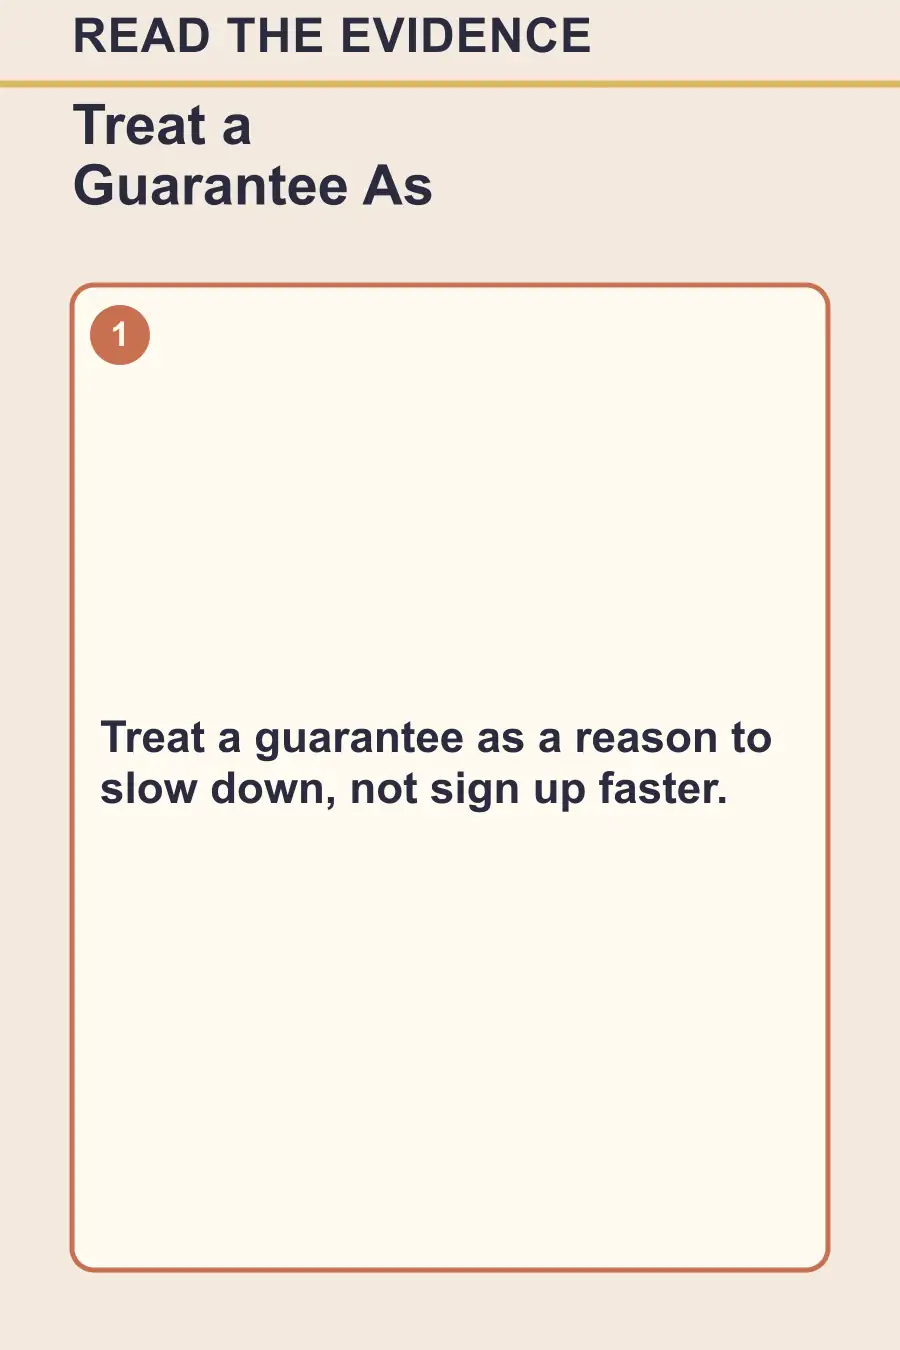 READ THE EVIDENCE
Treat a
Guarantee As
1
Treat a guarantee as a reason to
slow down, not sign up faster.